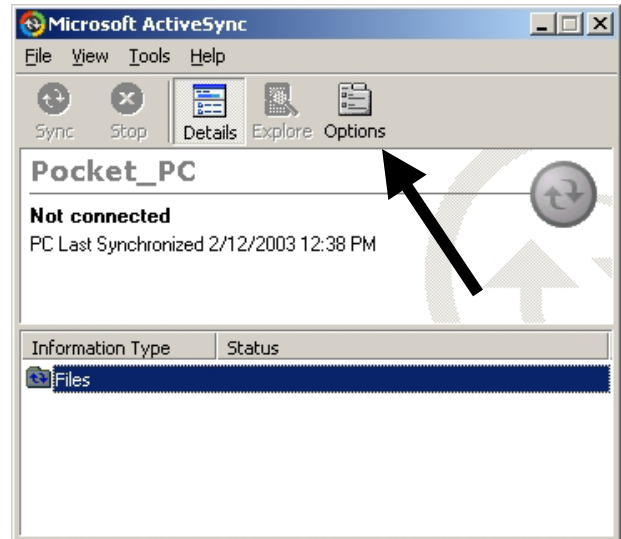 Microsoft ActiveSync
File View Tools Help
Sync Stop Details Explore Options
Pocket_PC
Not connected
PC Last Synchronized 2/12/2003 12:38 PM
Information Type Status
Files